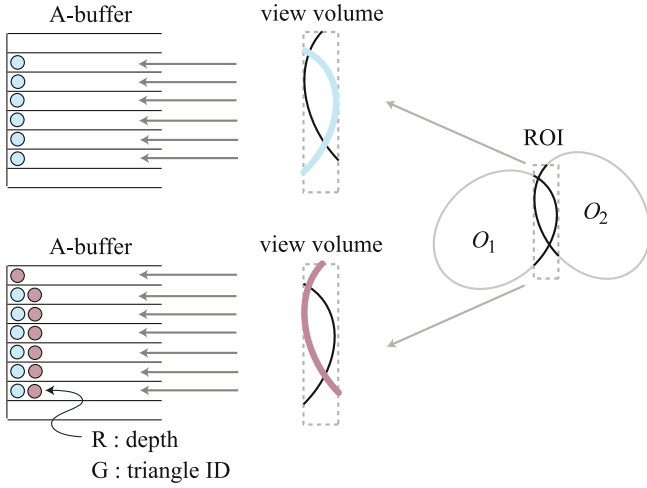 A-buffer
view volume
ROI
O1
O2
A-buffer
view volume
R : depth
G : triangle ID